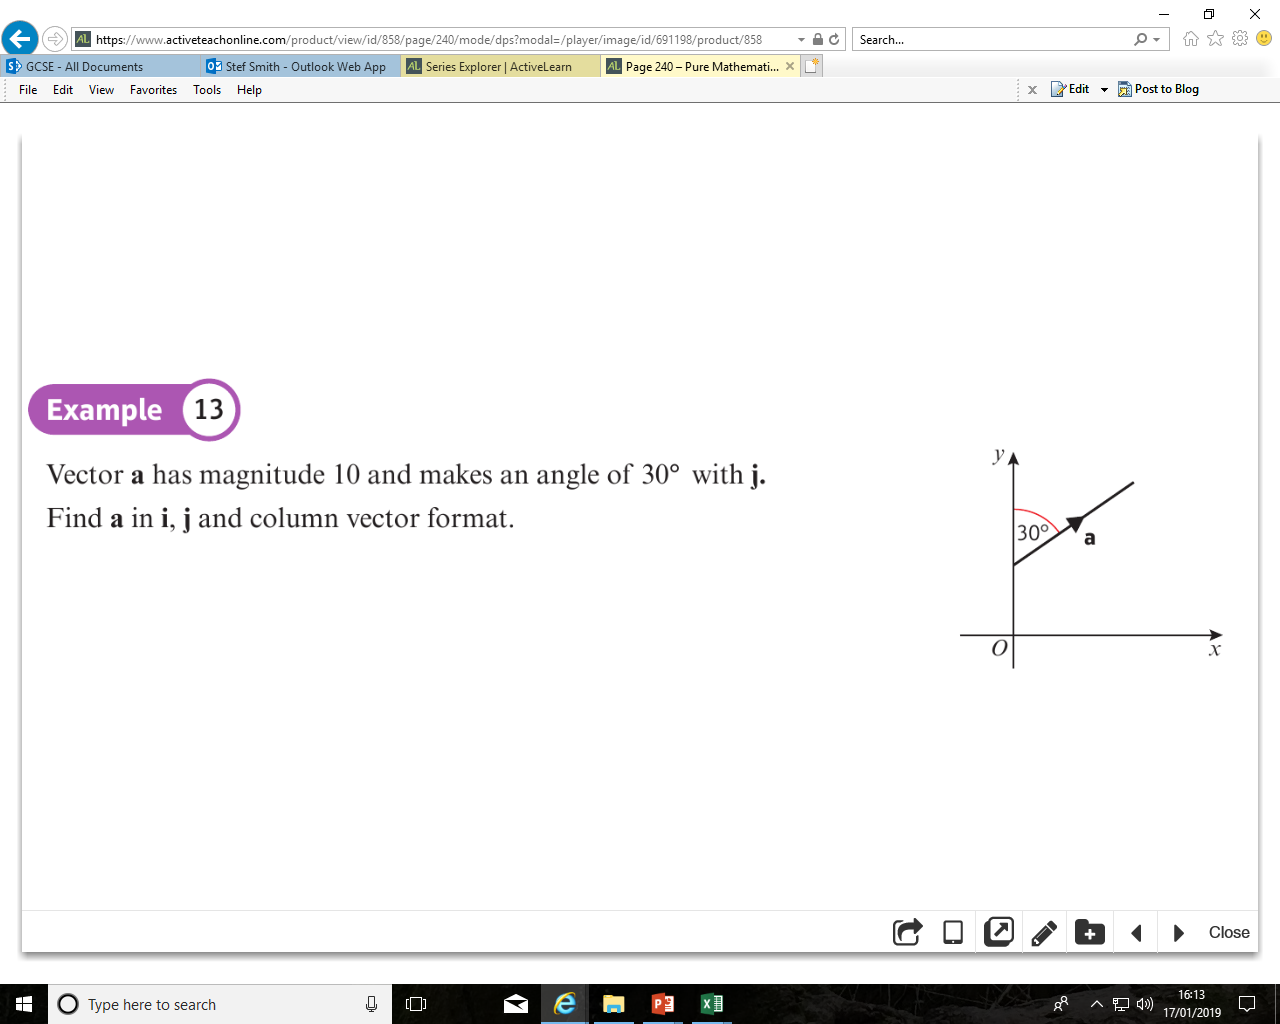 https://www.activeteachonline.com/product/view/id/858/page/240/mode/dps?modal=/player/image/id/691198/product/858
Search...
GCSE - All Documents
Stef Smith - Outlook Web App
AL Series Explorer | ActiveLearn
AL Page 240 – Pure Mathemati...
File Edit View Favorites Tools Help
x Edit Post to Blog
Example 13
Vector a has magnitude 10 and makes an angle of 30° with j.
Find a in i, j and column vector format.
y
30°
a
O
x
Close
Type here to search
16:13
17/01/2019